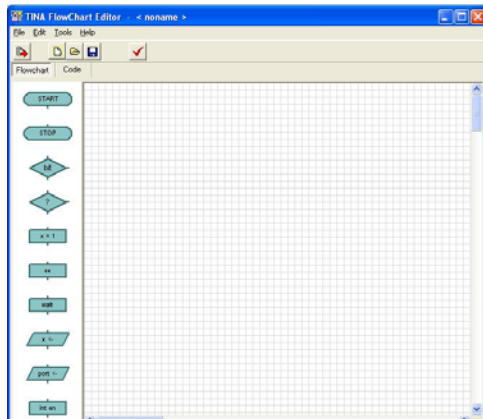 TINA FlowChart Editor - < noname >
File Edit Tools Help
Flowchart Code
START
STOP
bit
?
x = 1
wait
x <-
port <-
int en